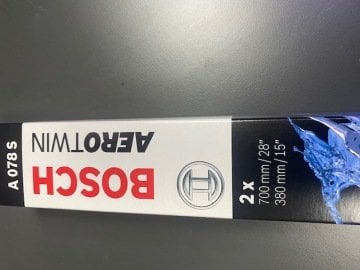 A 078 S
BOSCH
AEROTWIN
2 x
700 mm/28"
380 mm/15"